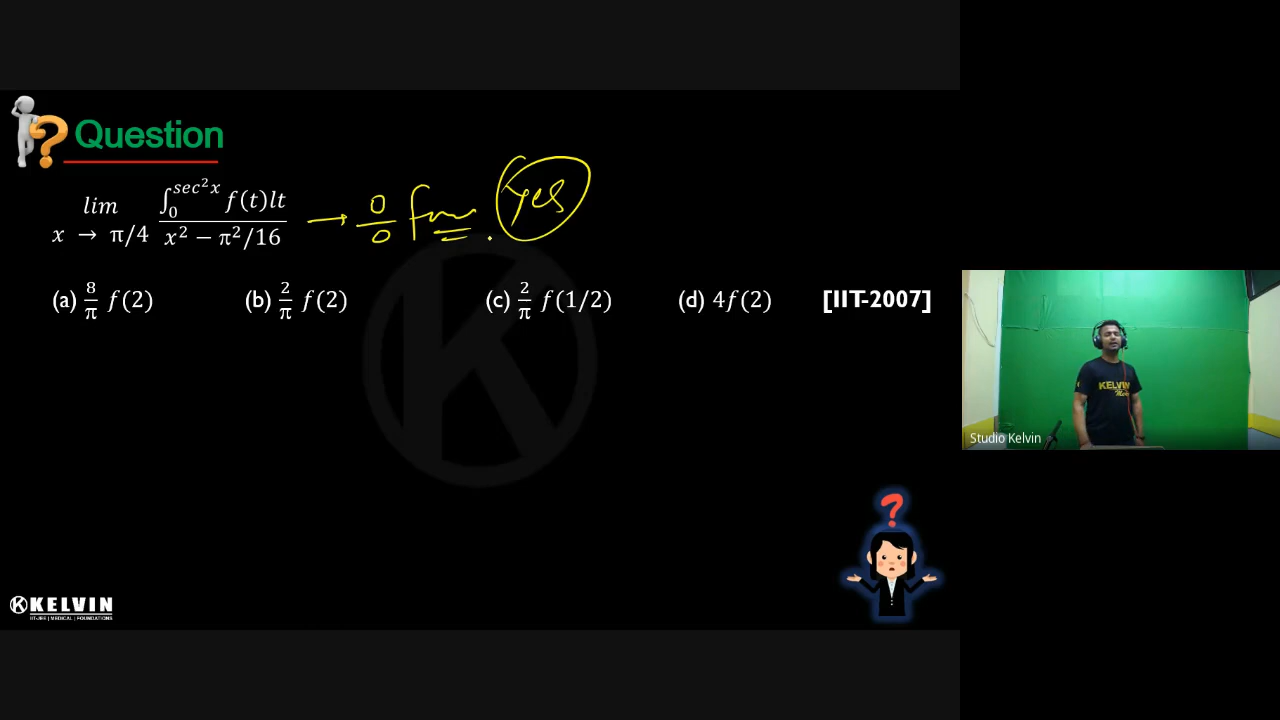 Question
lim x → π/4 ∫₀^{sec²x} f(t)lt / x² − π²/16 → 0/0 form. Yes
(a) 8/π f(2) (b) 2/π f(2) (c) 2/π f(1/2) (d) 4f(2) [IIT-2007]
KELVIN
Studio Kelvin
KELVIN
IIT-JEE | MEDICAL | FOUNDATIONS